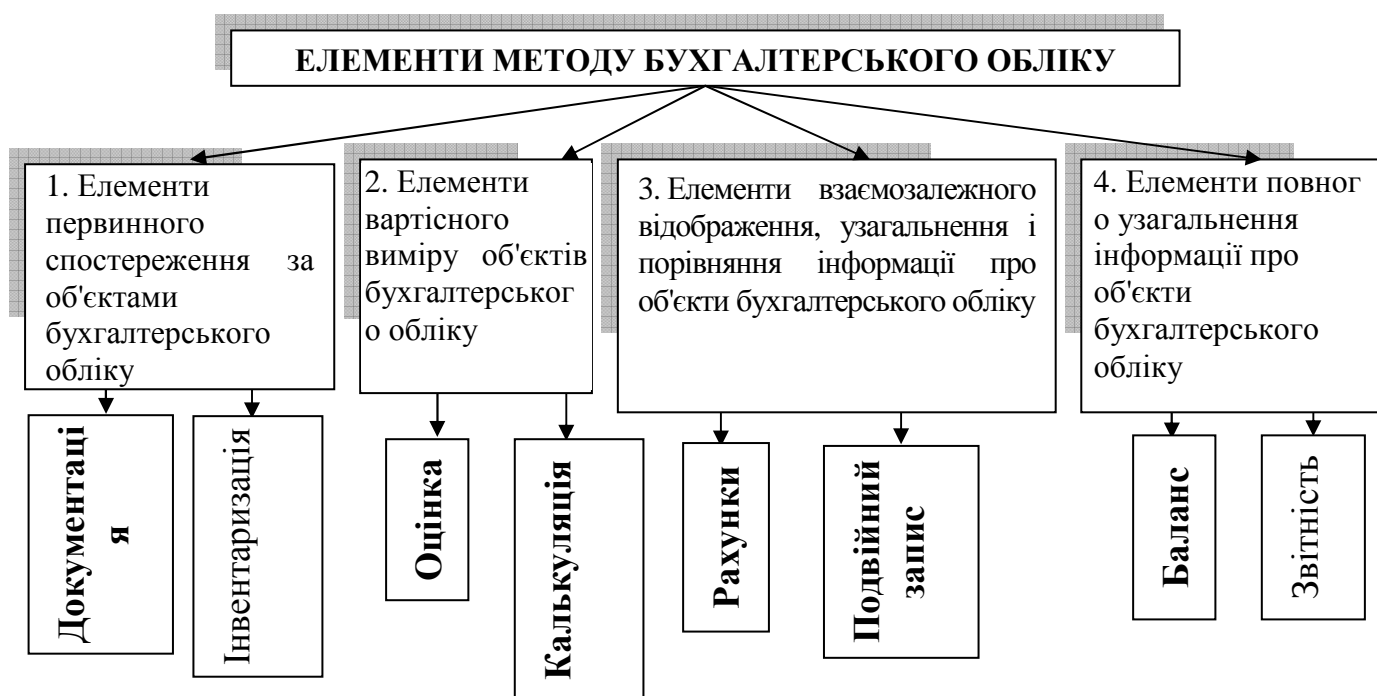 ЕЛЕМЕНТИ МЕТОДУ БУХГАЛТЕРСЬКОГО ОБЛІКУ
1. Елементи
первинного
спостереження за
об'єктами
бухгалтерського
обліку
2. Елементи
вартісного
виміру об'єктів
бухгалтерськог
о обліку
3. Елементи взаємозалежного
відображення, узагальнення і
порівняння інформації про
об'єкти бухгалтерського обліку
4. Елементи повног
о узагальнення
інформації про
об'єкти
бухгалтерського
обліку
Документаці
я
Інвентаризація
Оцінка
Калькуляція
Рахунки
Подвійний
запис
Баланс
Звітність